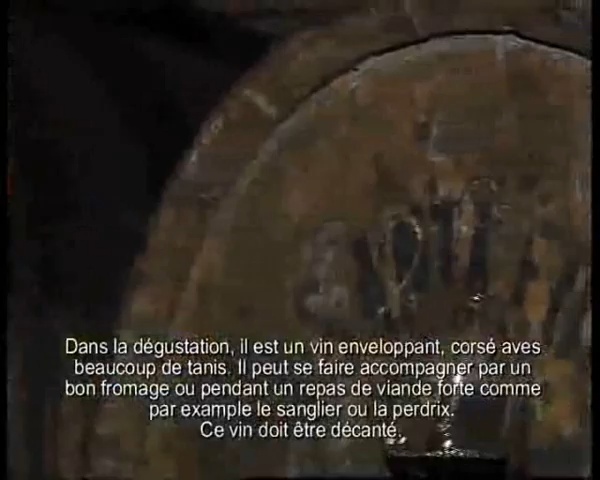 Dans la dégustation, il est un vin enveloppant, corsé aves
beaucoup de tanis. Il peut se faire accompagner par un
bon fromage ou pendant un repas de viande forte comme
par example le sanglier ou la perdrix.
Ce vin doit être décanté.